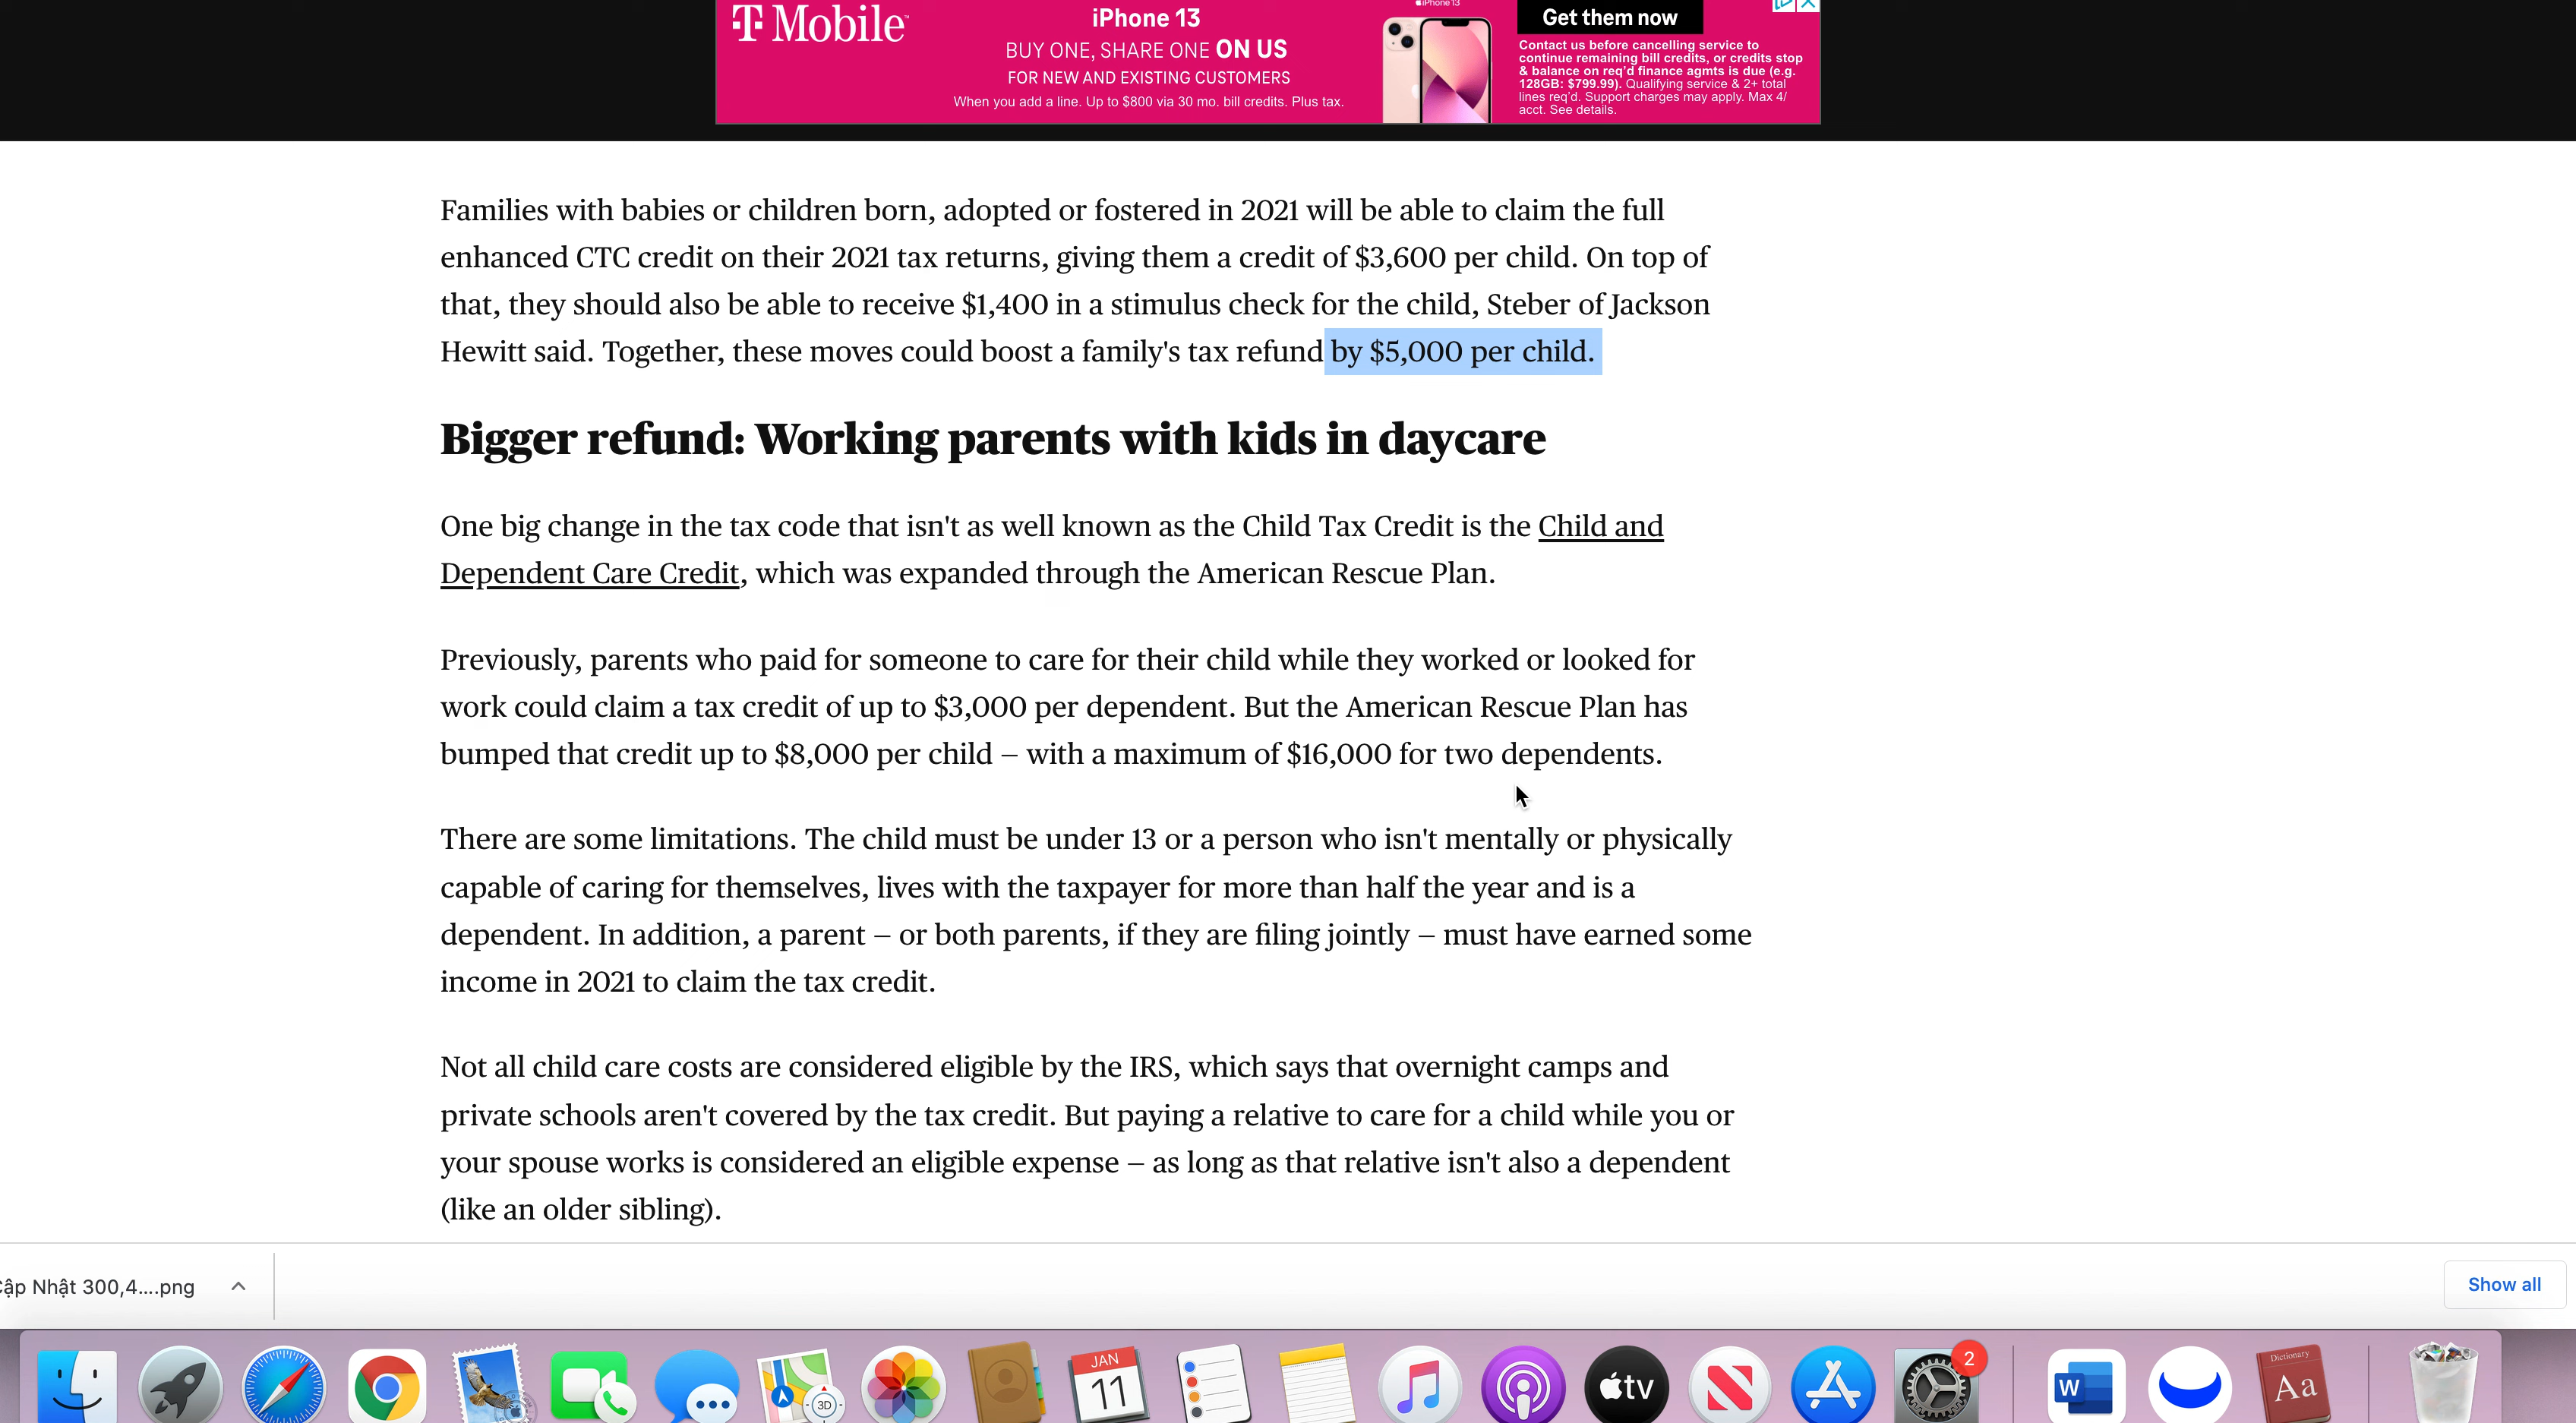 T Mobile
iPhone 13
BUY ONE, SHARE ONE ON US
FOR NEW AND EXISTING CUSTOMERS
When you add a line. Up to $800 via 30 mo. bill credits. Plus tax.
iPhone 13
Get them now
Contact us before cancelling service to
continue remaining bill credits, or credits stop
& balance on req'd finance agmts is due (e.g.
128GB: $799.99). Qualifying service & 2+ total
lines req'd. Support charges may apply. Max 4/
acct. See details.
Families with babies or children born, adopted or fostered in 2021 will be able to claim the full
enhanced CTC credit on their 2021 tax returns, giving them a credit of $3,600 per child. On top of
that, they should also be able to receive $1,400 in a stimulus check for the child, Steber of Jackson
Hewitt said. Together, these moves could boost a family's tax refund by $5,000 per child.
Bigger refund: Working parents with kids in daycare
One big change in the tax code that isn't as well known as the Child Tax Credit is the Child and
Dependent Care Credit, which was expanded through the American Rescue Plan.
Previously, parents who paid for someone to care for their child while they worked or looked for
work could claim a tax credit of up to $3,000 per dependent. But the American Rescue Plan has
bumped that credit up to $8,000 per child – with a maximum of $16,000 for two dependents.
There are some limitations. The child must be under 13 or a person who isn't mentally or physically
capable of caring for themselves, lives with the taxpayer for more than half the year and is a
dependent. In addition, a parent – or both parents, if they are filing jointly – must have earned some
income in 2021 to claim the tax credit.
Not all child care costs are considered eligible by the IRS, which says that overnight camps and
private schools aren't covered by the tax credit. But paying a relative to care for a child while you or
your spouse works is considered an eligible expense – as long as that relative isn't also a dependent
(like an older sibling).
Cập Nhật 300,4....png
Show all
3D
JAN
11
tv
2
W
Dictionary
Aa